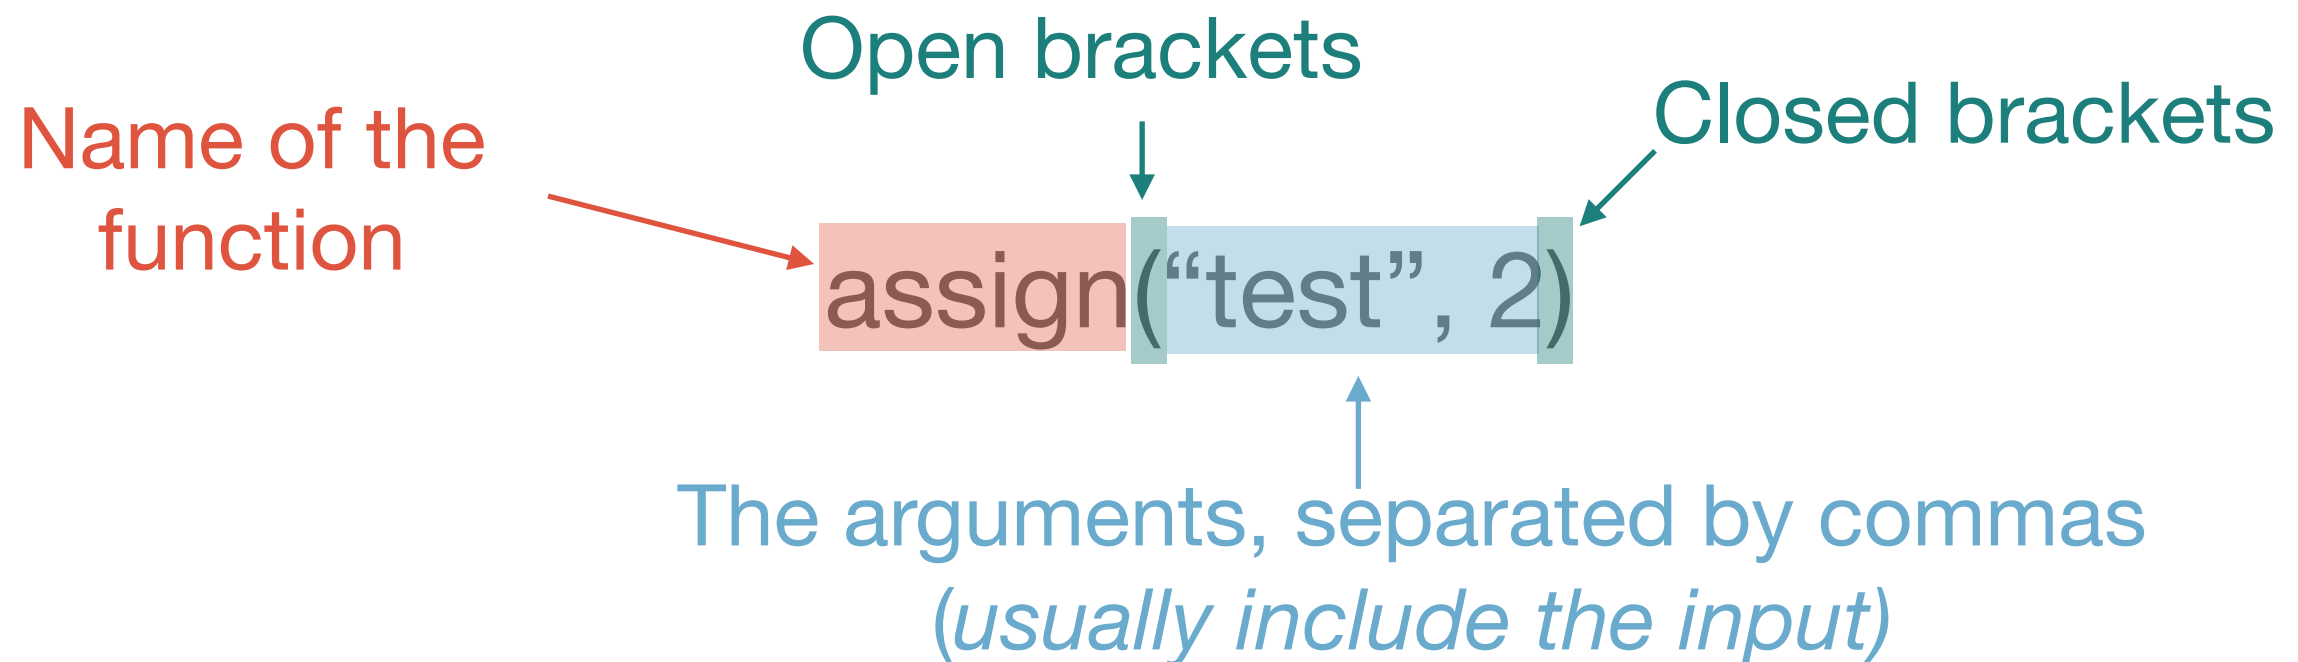 Open brackets
Closed brackets
Name of the
function
assign(“test”, 2)
The arguments, separated by commas
(usually include the input)